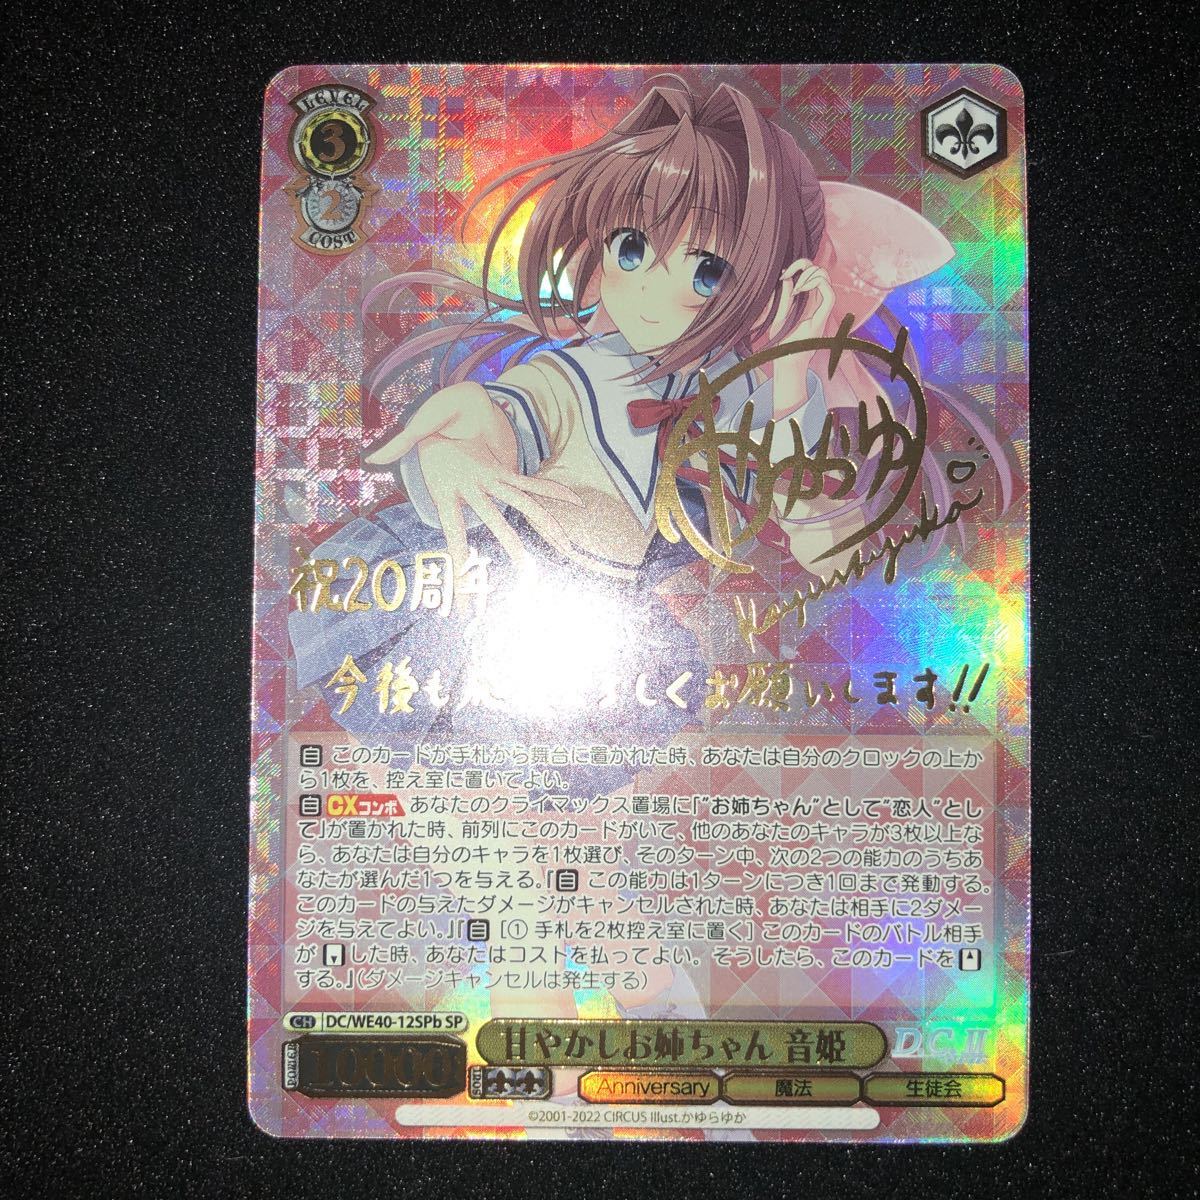 LEVEL
3
2
COST
かゆらゆか
Kayurayuka
祝20周年
今後も よろしくお願いします!!
自 このカードが手札から舞台に置かれた時、あなたは自分のクロックの上か
ら1枚を、控え室に置いてよい。
自 CXコンボ あなたのクライマックス置場に「“お姉ちゃん”として“恋人”とし
て」が置かれた時、前列にこのカードがいて、他のあなたのキャラが3枚以上な
ら、あなたは自分のキャラを1枚選び、そのターン中、次の2つの能力のうちあ
なたが選んだ1つを与える。『自 この能力は1ターンにつき1回まで発動する。
このカードの与えたダメージがキャンセルされた時、あなたは相手に2ダメー
ジを与えてよい。』『自 [① 手札を2枚控え室に置く] このカードのバトル相手
が した時、あなたはコストを払ってよい。そうしたら、このカードを
する。』(ダメージキャンセルは発生する)
CH DC/WE40-12SPb SP
甘やかしお姉ちゃん 音姫
D.C.II
POWER 10000
SOUL
Anniversary 魔法 生徒会
©2001-2022 CIRCUS Illust.かゆらゆか